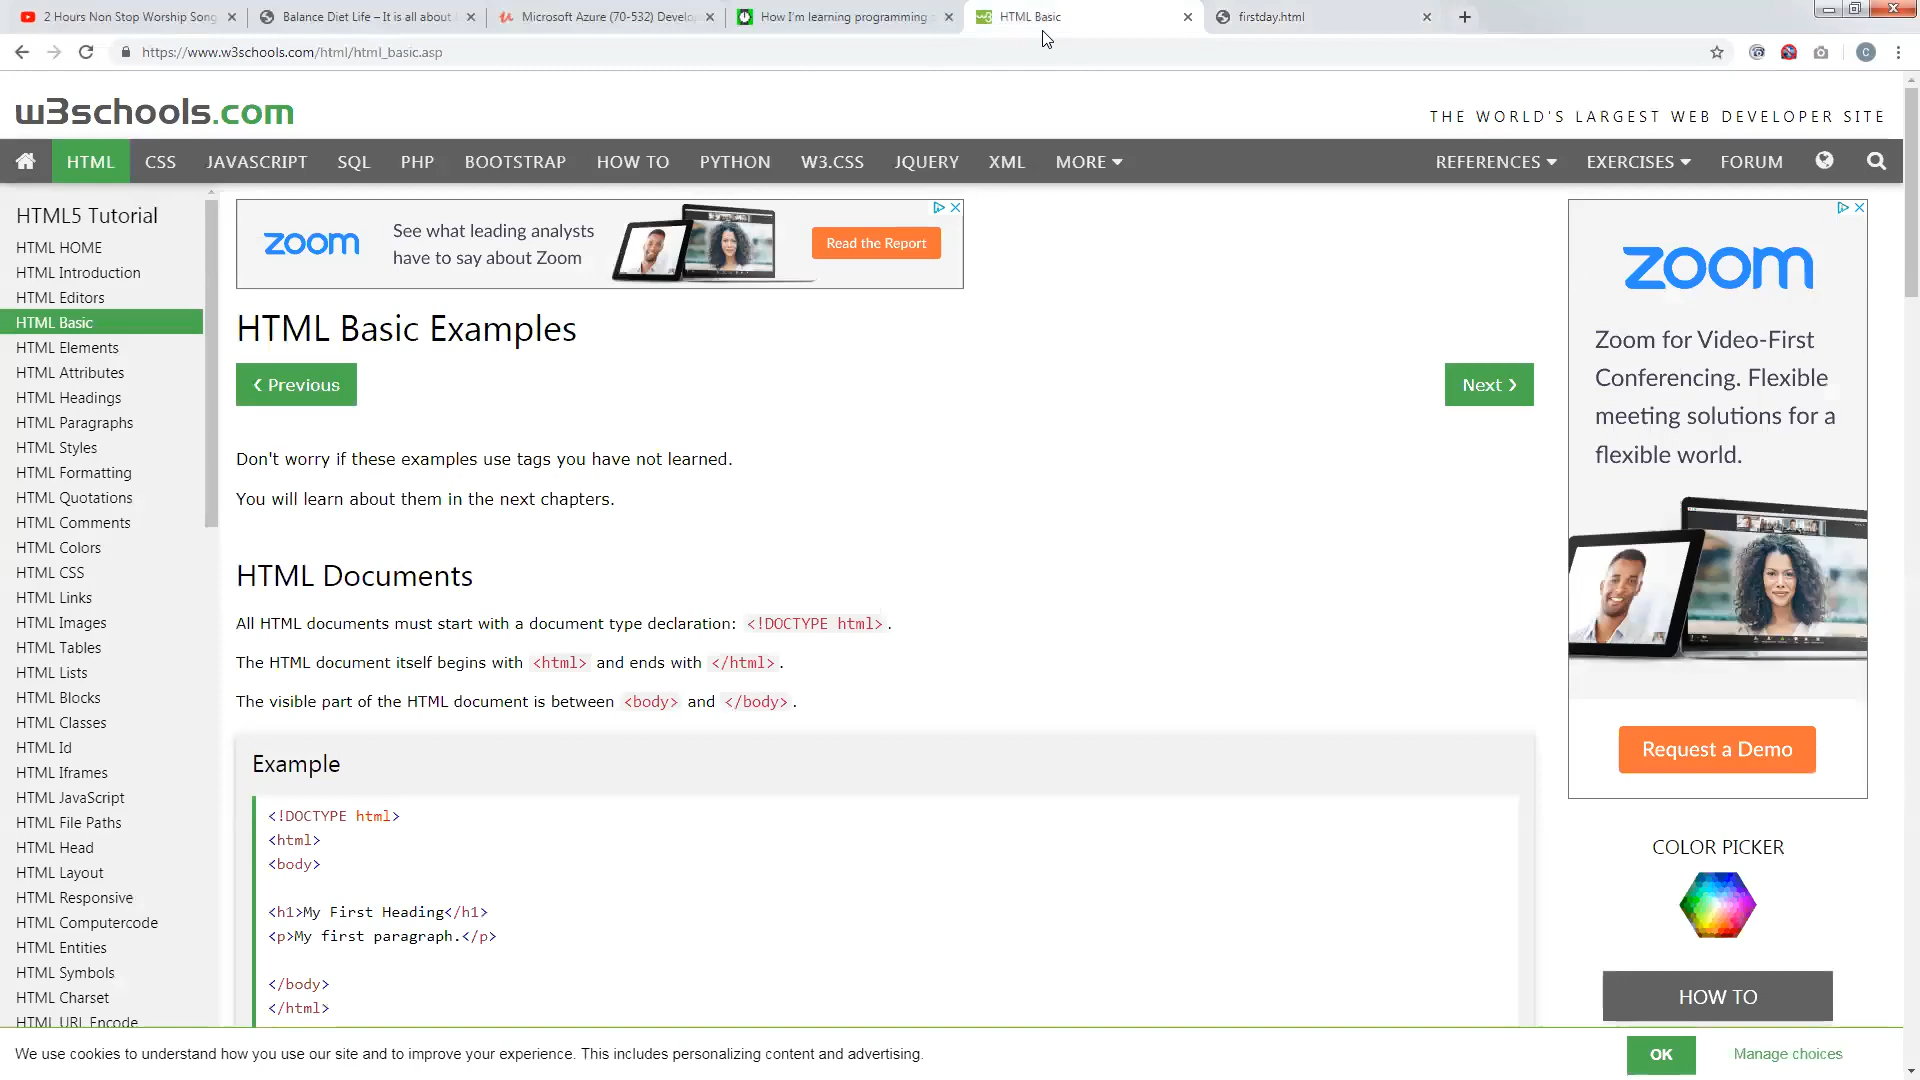 2 Hours Non Stop Worship Song
Balance Diet Life – It is all about
Microsoft Azure (70-532) Develo
How I'm learning programming
HTML Basic
firstday.html
https://www.w3schools.com/html/html_basic.asp
C
w3schools.com
THE WORLD'S LARGEST WEB DEVELOPER SITE
HTML CSS JAVASCRIPT SQL PHP BOOTSTRAP HOW TO PYTHON W3.CSS JQUERY XML MORE REFERENCES EXERCISES FORUM
HTML5 Tutorial
HTML HOME
HTML Introduction
HTML Editors
HTML Basic
HTML Elements
HTML Attributes
HTML Headings
HTML Paragraphs
HTML Styles
HTML Formatting
HTML Quotations
HTML Comments
HTML Colors
HTML CSS
HTML Links
HTML Images
HTML Tables
HTML Lists
HTML Blocks
HTML Classes
HTML Id
HTML Iframes
HTML JavaScript
HTML File Paths
HTML Head
HTML Layout
HTML Responsive
HTML Computercode
HTML Entities
HTML Symbols
HTML Charset
HTML URL Encode
zoom
See what leading analysts
have to say about Zoom
Read the Report
HTML Basic Examples
❮ Previous
Next ❯
Don't worry if these examples use tags you have not learned.
You will learn about them in the next chapters.
HTML Documents
All HTML documents must start with a document type declaration: <!DOCTYPE html>.
The HTML document itself begins with <html> and ends with </html>.
The visible part of the HTML document is between <body> and </body>.
Example
<!DOCTYPE html>
<html>
<body>
<h1>My First Heading</h1>
<p>My first paragraph.</p>
</body>
</html>
zoom
Zoom for Video-First
Conferencing. Flexible
meeting solutions for a
flexible world.
Request a Demo
COLOR PICKER
HOW TO
We use cookies to understand how you use our site and to improve your experience. This includes personalizing content and advertising.
OK
Manage choices